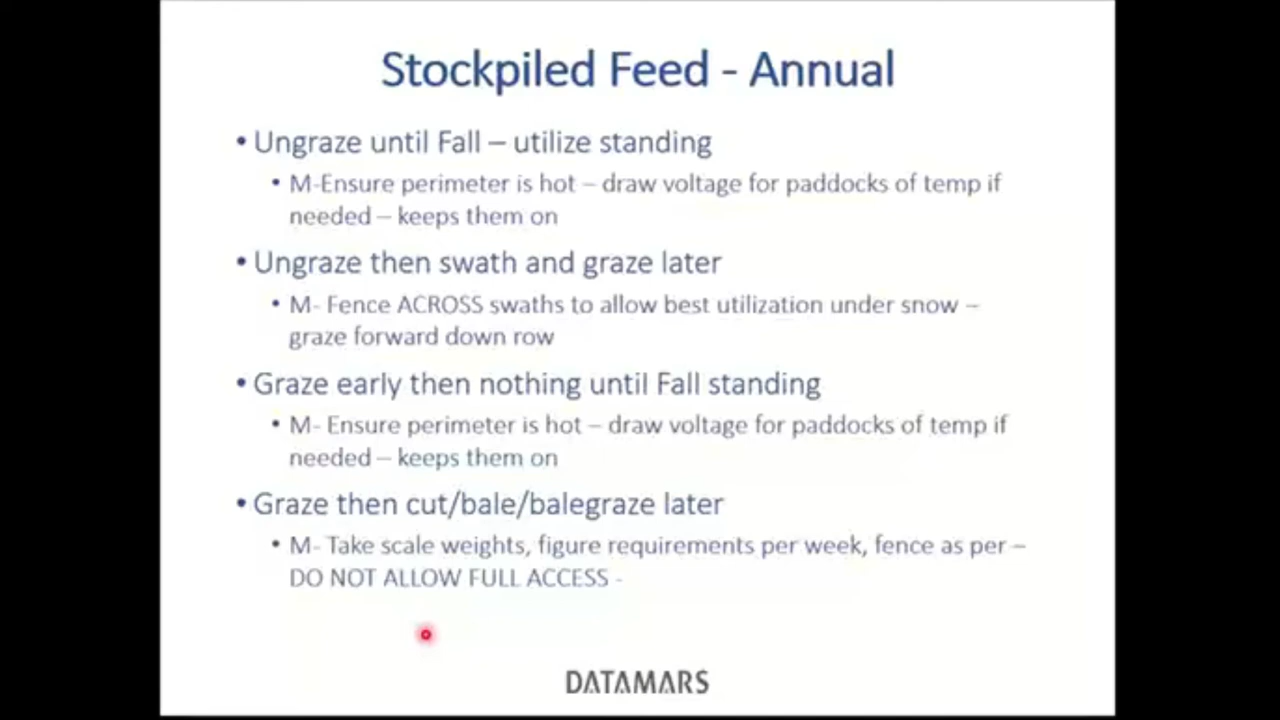 Stockpiled Feed - Annual
• Ungraze until Fall – utilize standing
• M-Ensure perimeter is hot – draw voltage for paddocks of temp if
needed – keeps them on
• Ungraze then swath and graze later
• M- Fence ACROSS swaths to allow best utilization under snow –
graze forward down row
• Graze early then nothing until Fall standing
• M- Ensure perimeter is hot – draw voltage for paddocks of temp if
needed – keeps them on
• Graze then cut/bale/balegraze later
• M- Take scale weights, figure requirements per week, fence as per –
DO NOT ALLOW FULL ACCESS -
DATAMARS